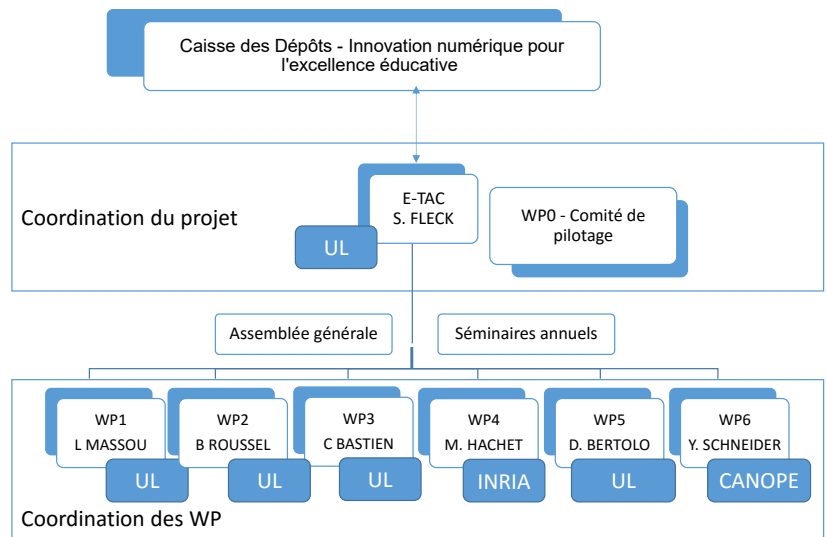 Caisse des Dépôts - Innovation numérique pour
l'excellence éducative
Coordination du projet
E-TAC
S. FLECK
UL
WP0 - Comité de
pilotage
Assemblée générale
Séminaires annuels
WP1
L MASSOU
UL
WP2
B ROUSSEL
UL
WP3
C BASTIEN
UL
WP4
M. HACHET
INRIA
WP5
D. BERTOLO
UL
WP6
Y. SCHNEIDER
CANOPE
Coordination des WP